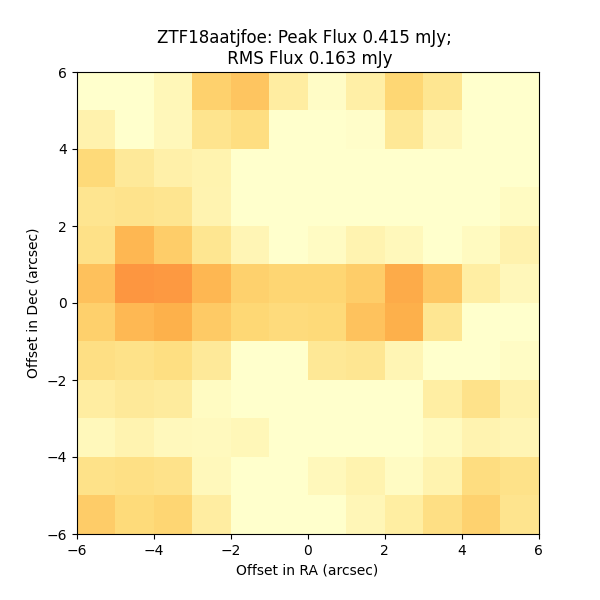 ZTF18aatjfoe: Peak Flux 0.415 mJy;
RMS Flux 0.163 mJy
6
4
2
0
−2
−4
−6
Offset in Dec (arcsec)
−6 −4 −2 0 2 4 6
Offset in RA (arcsec)